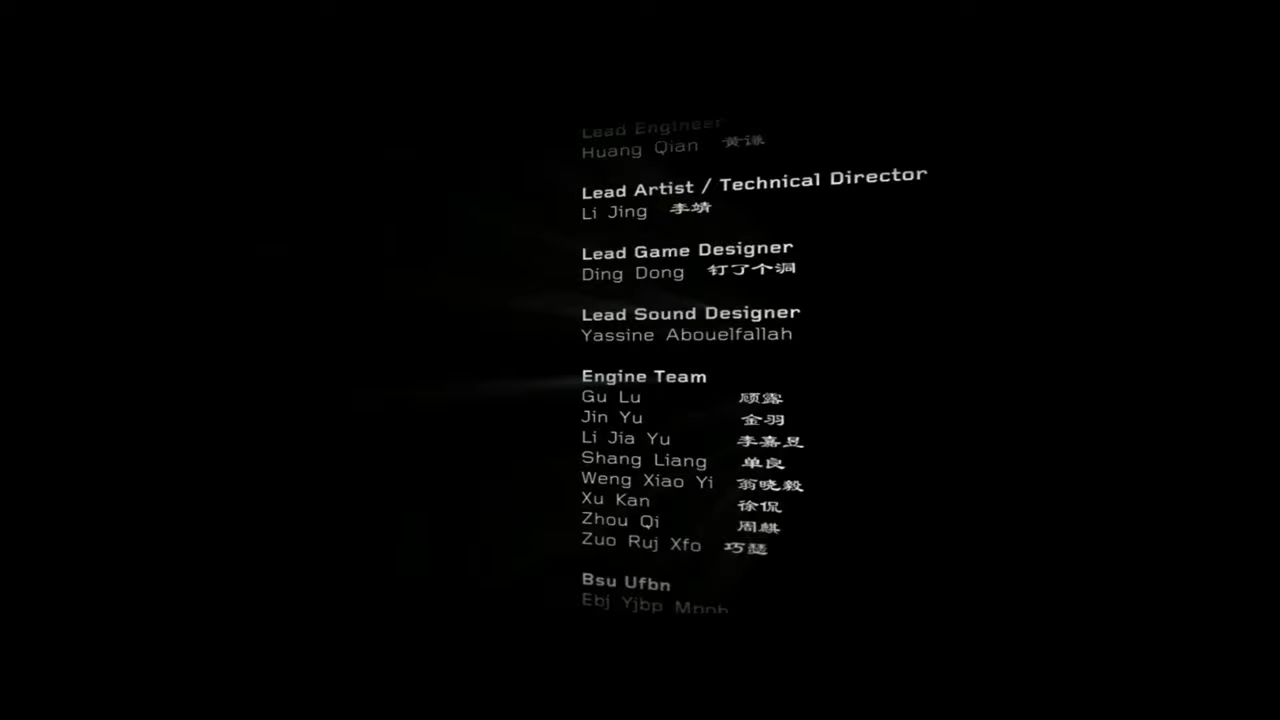 Lead Engineer
Huang Qian 黄谦
Lead Artist / Technical Director
Li Jing 李靖
Lead Game Designer
Ding Dong 钉了个洞
Lead Sound Designer
Yassine Abouelfallah
Engine Team
Gu Lu 顾露
Jin Yu 金羽
Li Jia Yu 李嘉昱
Shang Liang 单良
Weng Xiao Yi 翁晓毅
Xu Kan 徐侃
Zhou Qi 周麒
Zuo Ruj Xfo 巧瑟
Bsu Ufbn
Ebj Yjbp